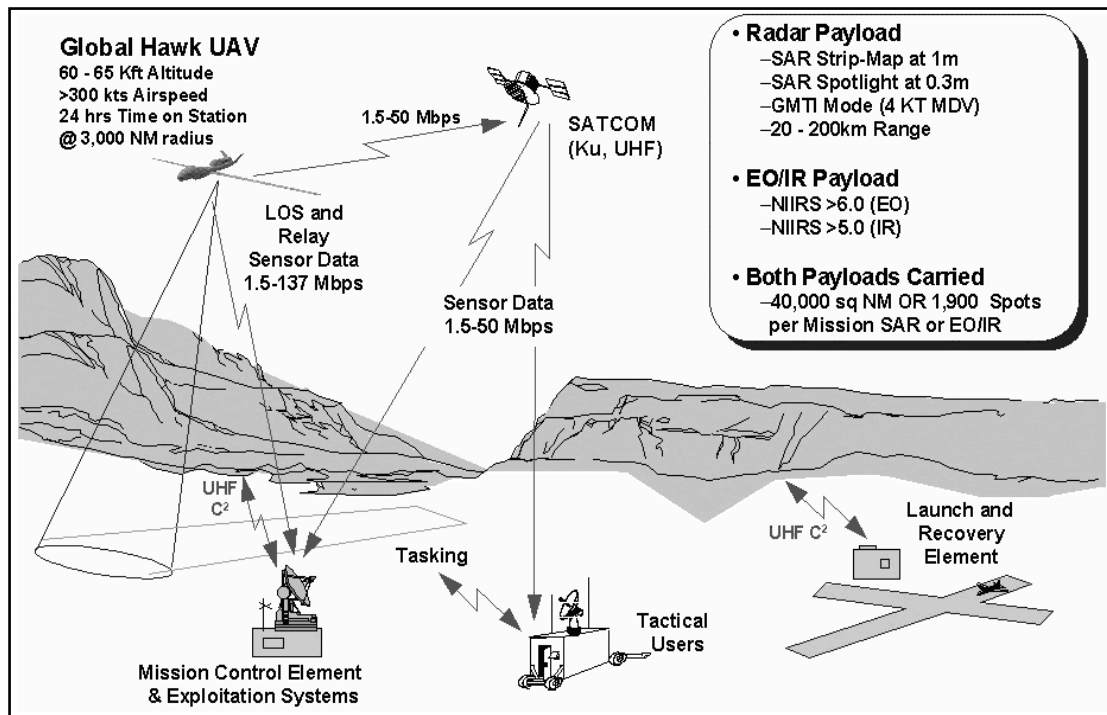 Global Hawk UAV
60 - 65 Kft Altitude
>300 kts Airspeed
24 hrs Time on Station
@ 3,000 NM radius
1.5-50 Mbps
SATCOM
(Ku, UHF)
• Radar Payload
–SAR Strip-Map at 1m
–SAR Spotlight at 0.3m
–GMTI Mode (4 KT MDV)
–20 - 200km Range
• EO/IR Payload
–NIIRS >6.0 (EO)
–NIIRS >5.0 (IR)
• Both Payloads Carried
–40,000 sq NM OR 1,900 Spots
per Mission SAR or EO/IR
LOS and
Relay
Sensor Data
1.5-137 Mbps
Sensor Data
1.5-50 Mbps
UHF
C²
Tasking
UHF C²
Launch and
Recovery
Element
Tactical
Users
Mission Control Element
& Exploitation Systems